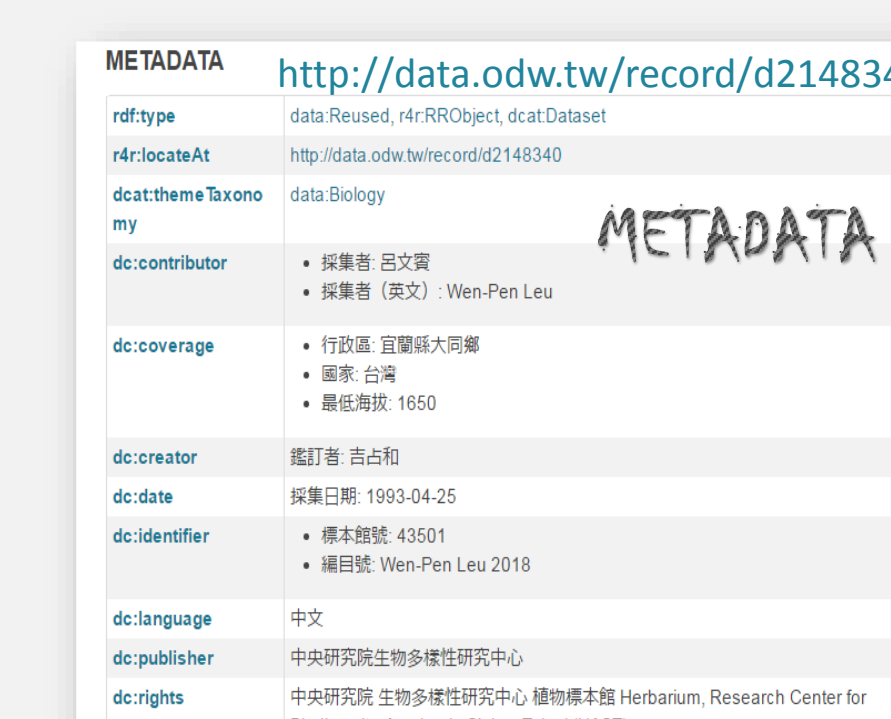 METADATA
http://data.odw.tw/record/d214834
rdf:type data:Reused, r4r:RRObject, dcat:Dataset
r4r:locateAt http://data.odw.tw/record/d2148340
dcat:themeTaxono data:Biology
my
METADATA
dc:contributor • 採集者: 呂文賓
• 採集者（英文）: Wen-Pen Leu
dc:coverage • 行政區: 宜蘭縣大同鄉
• 國家: 台灣
• 最低海拔: 1650
dc:creator 鑑訂者: 吉占和
dc:date 採集日期: 1993-04-25
dc:identifier • 標本館號: 43501
• 編目號: Wen-Pen Leu 2018
dc:language 中文
dc:publisher 中央研究院生物多樣性研究中心
dc:rights 中央研究院 生物多樣性研究中心 植物標本館 Herbarium, Research Center for